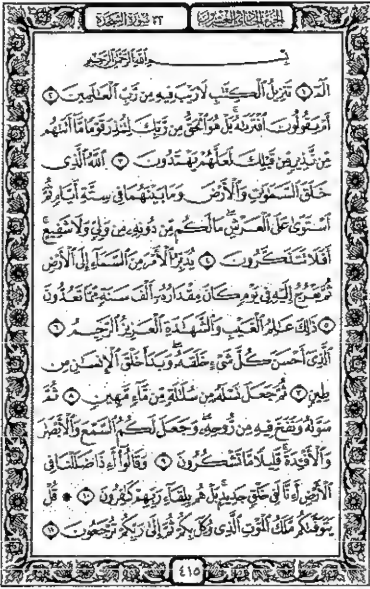 الجزء الحادي والعشرون ٣٢ سورة السجدة
بِسْمِ اللَّهِ الرَّحْمَٰنِ الرَّحِيمِ
الٓمٓ ١ تَنزِيلُ ٱلْكِتَٰبِ لَا رَيْبَ فِيهِ مِن رَّبِّ ٱلْعَٰلَمِينَ ٢
أَمْ يَقُولُونَ ٱفْتَرَىٰهُ ۚ بَلْ هُوَ ٱلْحَقُّ مِن رَّبِّكَ لِتُنذِرَ قَوْمًا مَّآ أَتَىٰهُم
مِّن نَّذِيرٍ مِّن قَبْلِكَ لَعَلَّهُمْ يَهْتَدُونَ ٣ ٱللَّهُ ٱلَّذِى
خَلَقَ ٱلسَّمَٰوَٰتِ وَٱلْأَرْضَ وَمَا بَيْنَهُمَا فِى سِتَّةِ أَيَّامٍ ثُمَّ
ٱسْتَوَىٰ عَلَى ٱلْعَرْشِ ۖ مَا لَكُم مِّن دُونِهِۦ مِن وَلِىٍّ وَلَا شَفِيعٍ ۚ
أَفَلَا تَتَذَكَّرُونَ ٤ يُدَبِّرُ ٱلْأَمْرَ مِنَ ٱلسَّمَآءِ إِلَى ٱلْأَرْضِ
ثُمَّ يَعْرُجُ إِلَيْهِ فِى يَوْمٍ كَانَ مِقْدَارُهُۥٓ أَلْفَ سَنَةٍ مِّمَّا تَعُدُّونَ
٥ ذَٰلِكَ عَٰلِمُ ٱلْغَيْبِ وَٱلشَّهَٰدَةِ ٱلْعَزِيزُ ٱلرَّحِيمُ ٦
ٱلَّذِىٓ أَحْسَنَ كُلَّ شَىْءٍ خَلَقَهُۥ ۖ وَبَدَأَ خَلْقَ ٱلْإِنسَٰنِ مِن
طِينٍ ٧ ثُمَّ جَعَلَ نَسْلَهُۥ مِن سُلَٰلَةٍ مِّن مَّآءٍ مَّهِينٍ ٨ ثُمَّ
سَوَّىٰهُ وَنَفَخَ فِيهِ مِن رُّوحِهِۦ ۖ وَجَعَلَ لَكُمُ ٱلسَّمْعَ وَٱلْأَبْصَٰرَ
وَٱلْأَفْـِٔدَةَ ۚ قَلِيلًا مَّا تَشْكُرُونَ ٩ وَقَالُوٓا۟ أَءِذَا ضَلَلْنَا فِى
ٱلْأَرْضِ أَءِنَّا لَفِى خَلْقٍ جَدِيدٍۭ ۚ بَلْ هُم بِلِقَآءِ رَبِّهِمْ كَٰفِرُونَ ١٠ ۞ قُلْ
يَتَوَفَّىٰكُم مَّلَكُ ٱلْمَوْتِ ٱلَّذِى وُكِّلَ بِكُمْ ثُمَّ إِلَىٰ رَبِّكُمْ تُرْجَعُونَ ١١
٤١٥